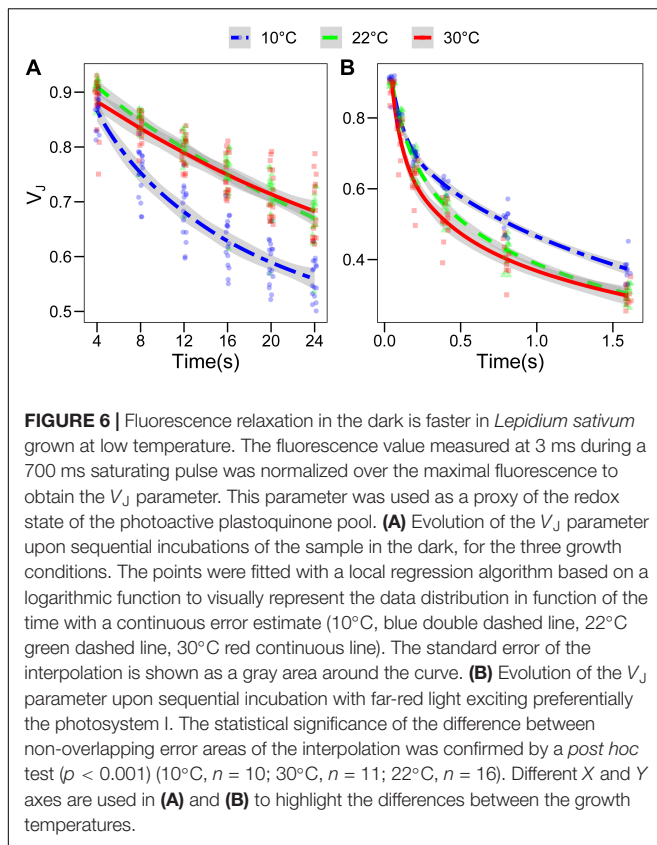 10°C 22°C 30°C
A B
0.9
0.8
0.7
0.6
0.5
V_J
4 8 12 16 20 24
Time(s)
0.8
0.6
0.4
0.0 0.5 1.0 1.5
Time(s)
FIGURE 6 | Fluorescence relaxation in the dark is faster in Lepidium sativum
grown at low temperature. The fluorescence value measured at 3 ms during a
700 ms saturating pulse was normalized over the maximal fluorescence to
obtain the V_J parameter. This parameter was used as a proxy of the redox
state of the photoactive plastoquinone pool. (A) Evolution of the V_J parameter
upon sequential incubations of the sample in the dark, for the three growth
conditions. The points were fitted with a local regression algorithm based on a
logarithmic function to visually represent the data distribution in function of the
time with a continuous error estimate (10°C, blue double dashed line, 22°C
green dashed line, 30°C red continuous line). The standard error of the
interpolation is shown as a gray area around the curve. (B) Evolution of the V_J
parameter upon sequential incubation with far-red light exciting preferentially
the photosystem I. The statistical significance of the difference between
non-overlapping error areas of the interpolation was confirmed by a post hoc
test (p < 0.001) (10°C, n = 10; 30°C, n = 11; 22°C, n = 16). Different X and Y
axes are used in (A) and (B) to highlight the differences between the growth
temperatures.